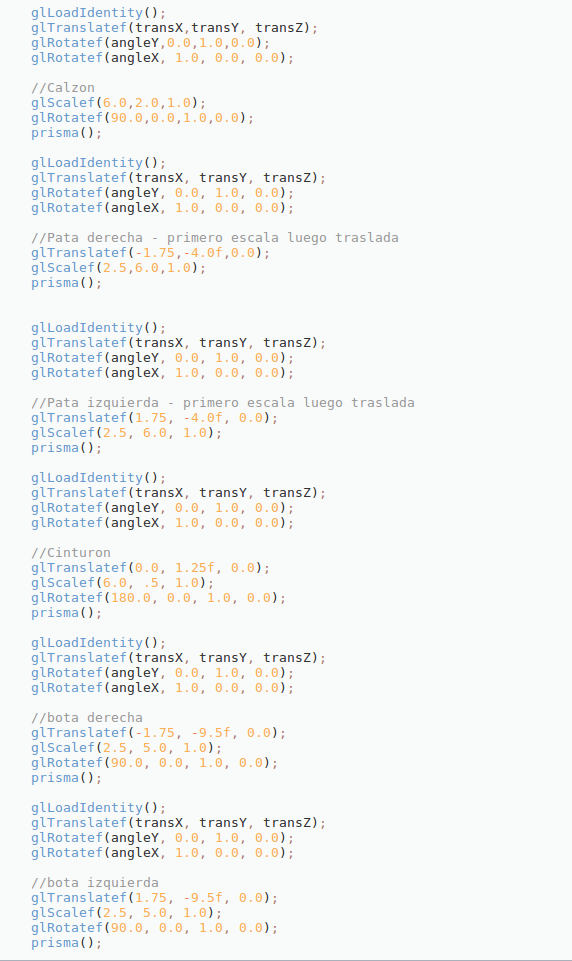 glLoadIdentity();
glTranslatef(transX,transY, transZ);
glRotatef(angleY,0.0,1.0,0.0);
glRotatef(angleX, 1.0, 0.0, 0.0);
//Calzon
glScalef(6.0,2.0,1.0);
glRotatef(90.0,0.0,1.0,0.0);
prisma();
glLoadIdentity();
glTranslatef(transX, transY, transZ);
glRotatef(angleY, 0.0, 1.0, 0.0);
glRotatef(angleX, 1.0, 0.0, 0.0);
//Pata derecha - primero escala luego traslada
glTranslatef(-1.75,-4.0f,0.0);
glScalef(2.5,6.0,1.0);
prisma();
glLoadIdentity();
glTranslatef(transX, transY, transZ);
glRotatef(angleY, 0.0, 1.0, 0.0);
glRotatef(angleX, 1.0, 0.0, 0.0);
//Pata izquierda - primero escala luego traslada
glTranslatef(1.75, -4.0f, 0.0);
glScalef(2.5, 6.0, 1.0);
prisma();
glLoadIdentity();
glTranslatef(transX, transY, transZ);
glRotatef(angleY, 0.0, 1.0, 0.0);
glRotatef(angleX, 1.0, 0.0, 0.0);
//Cinturon
glTranslatef(0.0, 1.25f, 0.0);
glScalef(6.0, .5, 1.0);
glRotatef(180.0, 0.0, 1.0, 0.0);
prisma();
glLoadIdentity();
glTranslatef(transX, transY, transZ);
glRotatef(angleY, 0.0, 1.0, 0.0);
glRotatef(angleX, 1.0, 0.0, 0.0);
//bota derecha
glTranslatef(-1.75, -9.5f, 0.0);
glScalef(2.5, 5.0, 1.0);
glRotatef(90.0, 0.0, 1.0, 0.0);
prisma();
glLoadIdentity();
glTranslatef(transX, transY, transZ);
glRotatef(angleY, 0.0, 1.0, 0.0);
glRotatef(angleX, 1.0, 0.0, 0.0);
//bota izquierda
glTranslatef(1.75, -9.5f, 0.0);
glScalef(2.5, 5.0, 1.0);
glRotatef(90.0, 0.0, 1.0, 0.0);
prisma();